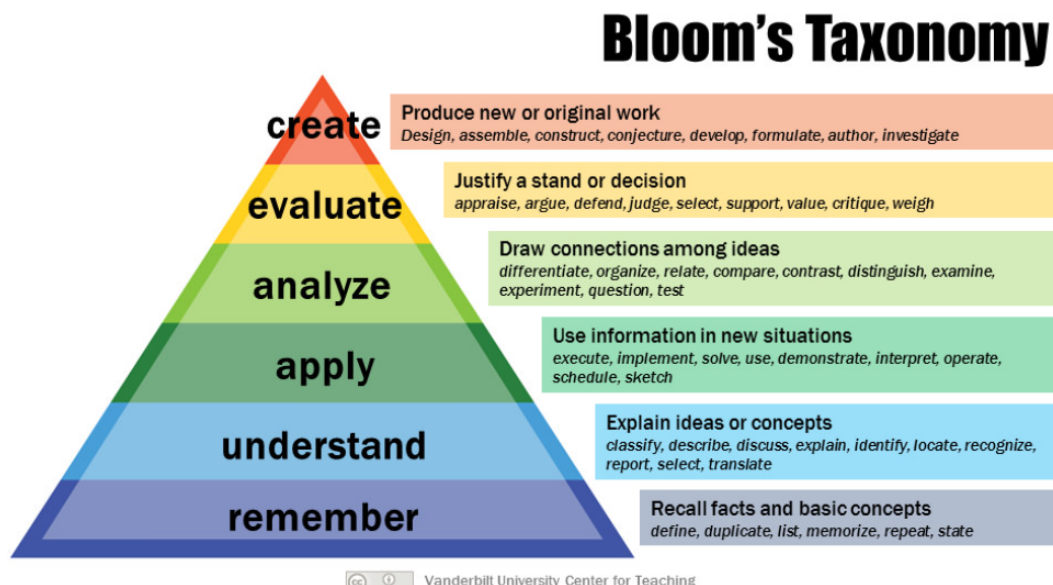 Bloom's Taxonomy
create
Produce new or original work
Design, assemble, construct, conjecture, develop, formulate, author, investigate
evaluate
Justify a stand or decision
appraise, argue, defend, judge, select, support, value, critique, weigh
analyze
Draw connections among ideas
differentiate, organize, relate, compare, contrast, distinguish, examine,
experiment, question, test
apply
Use information in new situations
execute, implement, solve, use, demonstrate, interpret, operate,
schedule, sketch
understand
Explain ideas or concepts
classify, describe, discuss, explain, identify, locate, recognize,
report, select, translate
remember
Recall facts and basic concepts
define, duplicate, list, memorize, repeat, state
cc Vanderbilt University Center for Teaching